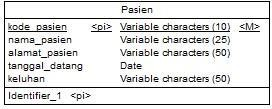 Pasien
kode_pasien <pi> Variable characters (10) <M>
nama_pasien Variable characters (25)
alamat_pasien Variable characters (50)
tanggal_datang Date
keluhan Variable characters (50)
Identifier_1 <pi>